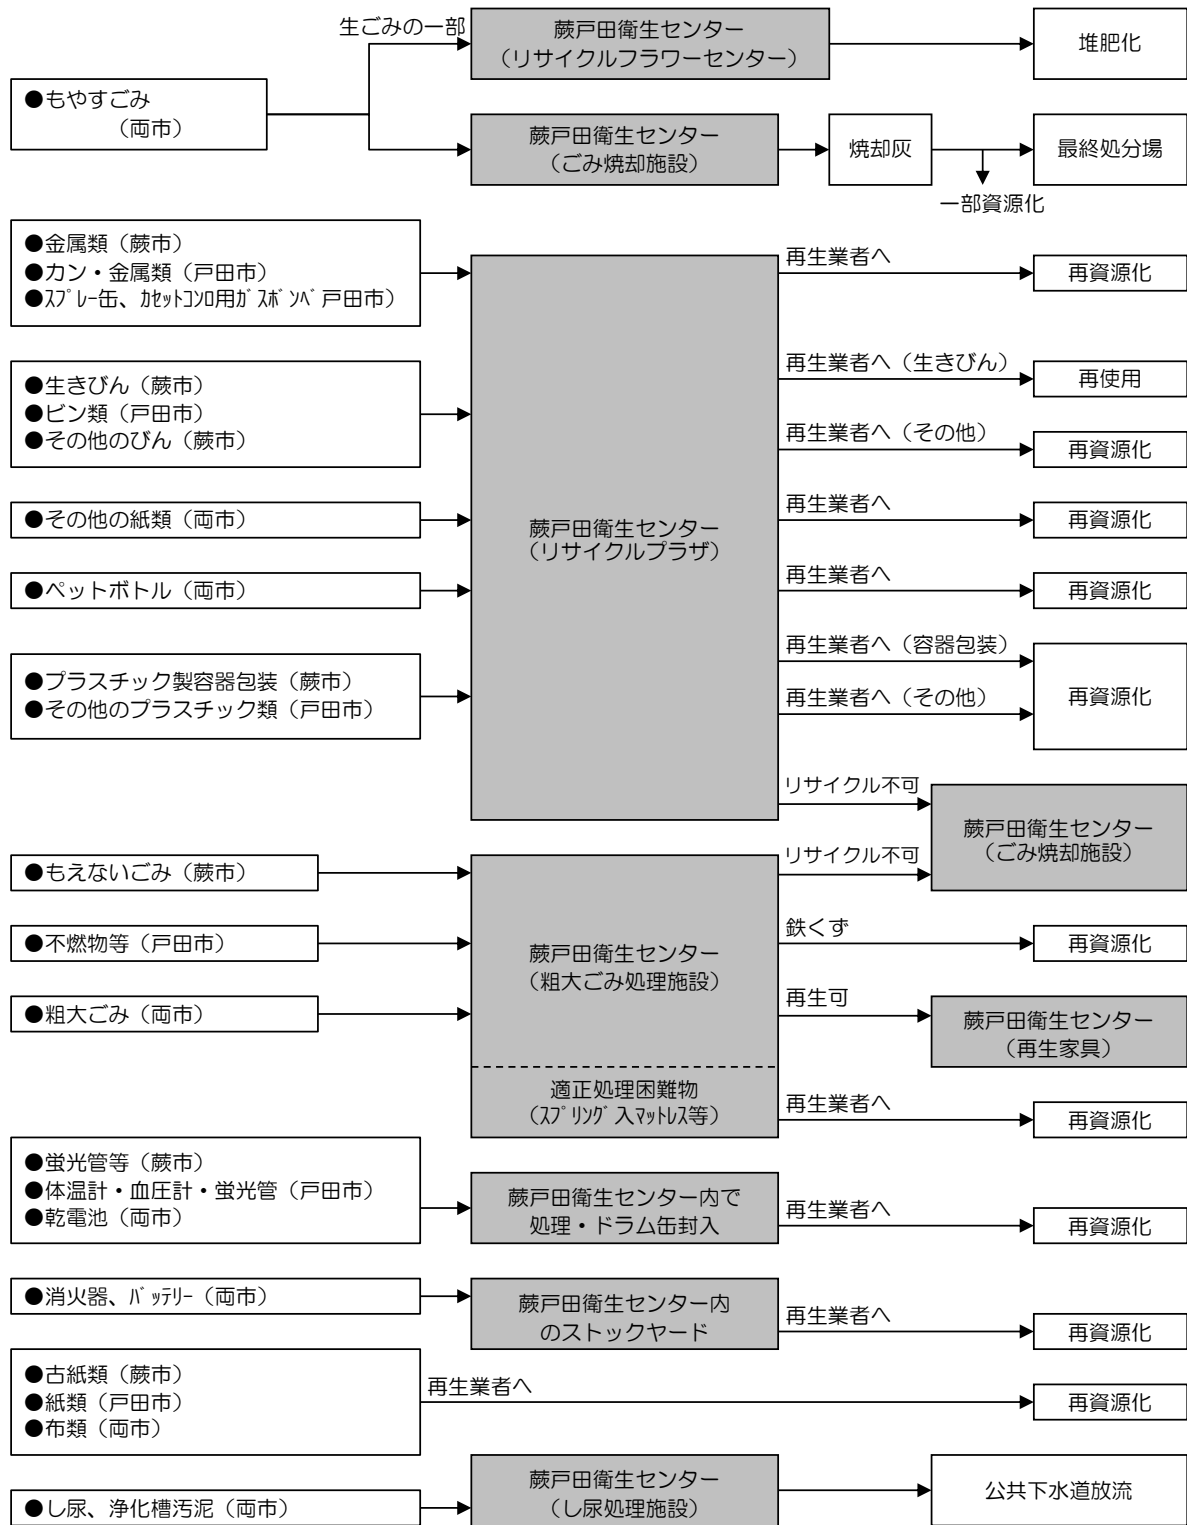 生ごみの一部
蕨戸田衛生センター
（リサイクルフラワーセンター）
堆肥化
●もやすごみ
（両市）
蕨戸田衛生センター
（ごみ焼却施設）
焼却灰
最終処分場
一部資源化
●金属類（蕨市）
●カン・金属類（戸田市）
●ｽﾌﾟﾚｰ缶、ｶｾｯﾄｺﾝﾛ用ｶﾞｽﾎﾞﾝﾍﾞ戸田市）
再生業者へ
再資源化
●生きびん（蕨市）
●ビン類（戸田市）
●その他のびん（蕨市）
再生業者へ（生きびん）
再使用
再生業者へ（その他）
再資源化
●その他の紙類（両市）
蕨戸田衛生センター
（リサイクルプラザ）
再生業者へ
再資源化
●ペットボトル（両市）
再生業者へ
再資源化
●プラスチック製容器包装（蕨市）
●その他のプラスチック類（戸田市）
再生業者へ（容器包装）
再生業者へ（その他）
再資源化
リサイクル不可
蕨戸田衛生センター
（ごみ焼却施設）
リサイクル不可
●もえないごみ（蕨市）
●不燃物等（戸田市）
●粗大ごみ（両市）
蕨戸田衛生センター
（粗大ごみ処理施設）
鉄くず
再資源化
再生可
蕨戸田衛生センター
（再生家具）
適正処理困難物
（ｽﾌﾟﾘﾝｸﾞ入ﾏｯﾄﾚｽ等）
再生業者へ
再資源化
●蛍光管等（蕨市）
●体温計・血圧計・蛍光管（戸田市）
●乾電池（両市）
蕨戸田衛生センター内で
処理・ドラム缶封入
再生業者へ
再資源化
●消火器、ﾊﾞｯﾃﾘｰ（両市）
蕨戸田衛生センター内
のストックヤード
再生業者へ
再資源化
●古紙類（蕨市）
●紙類（戸田市）
●布類（両市）
再生業者へ
再資源化
●し尿、浄化槽汚泥（両市）
蕨戸田衛生センター
（し尿処理施設）
公共下水道放流